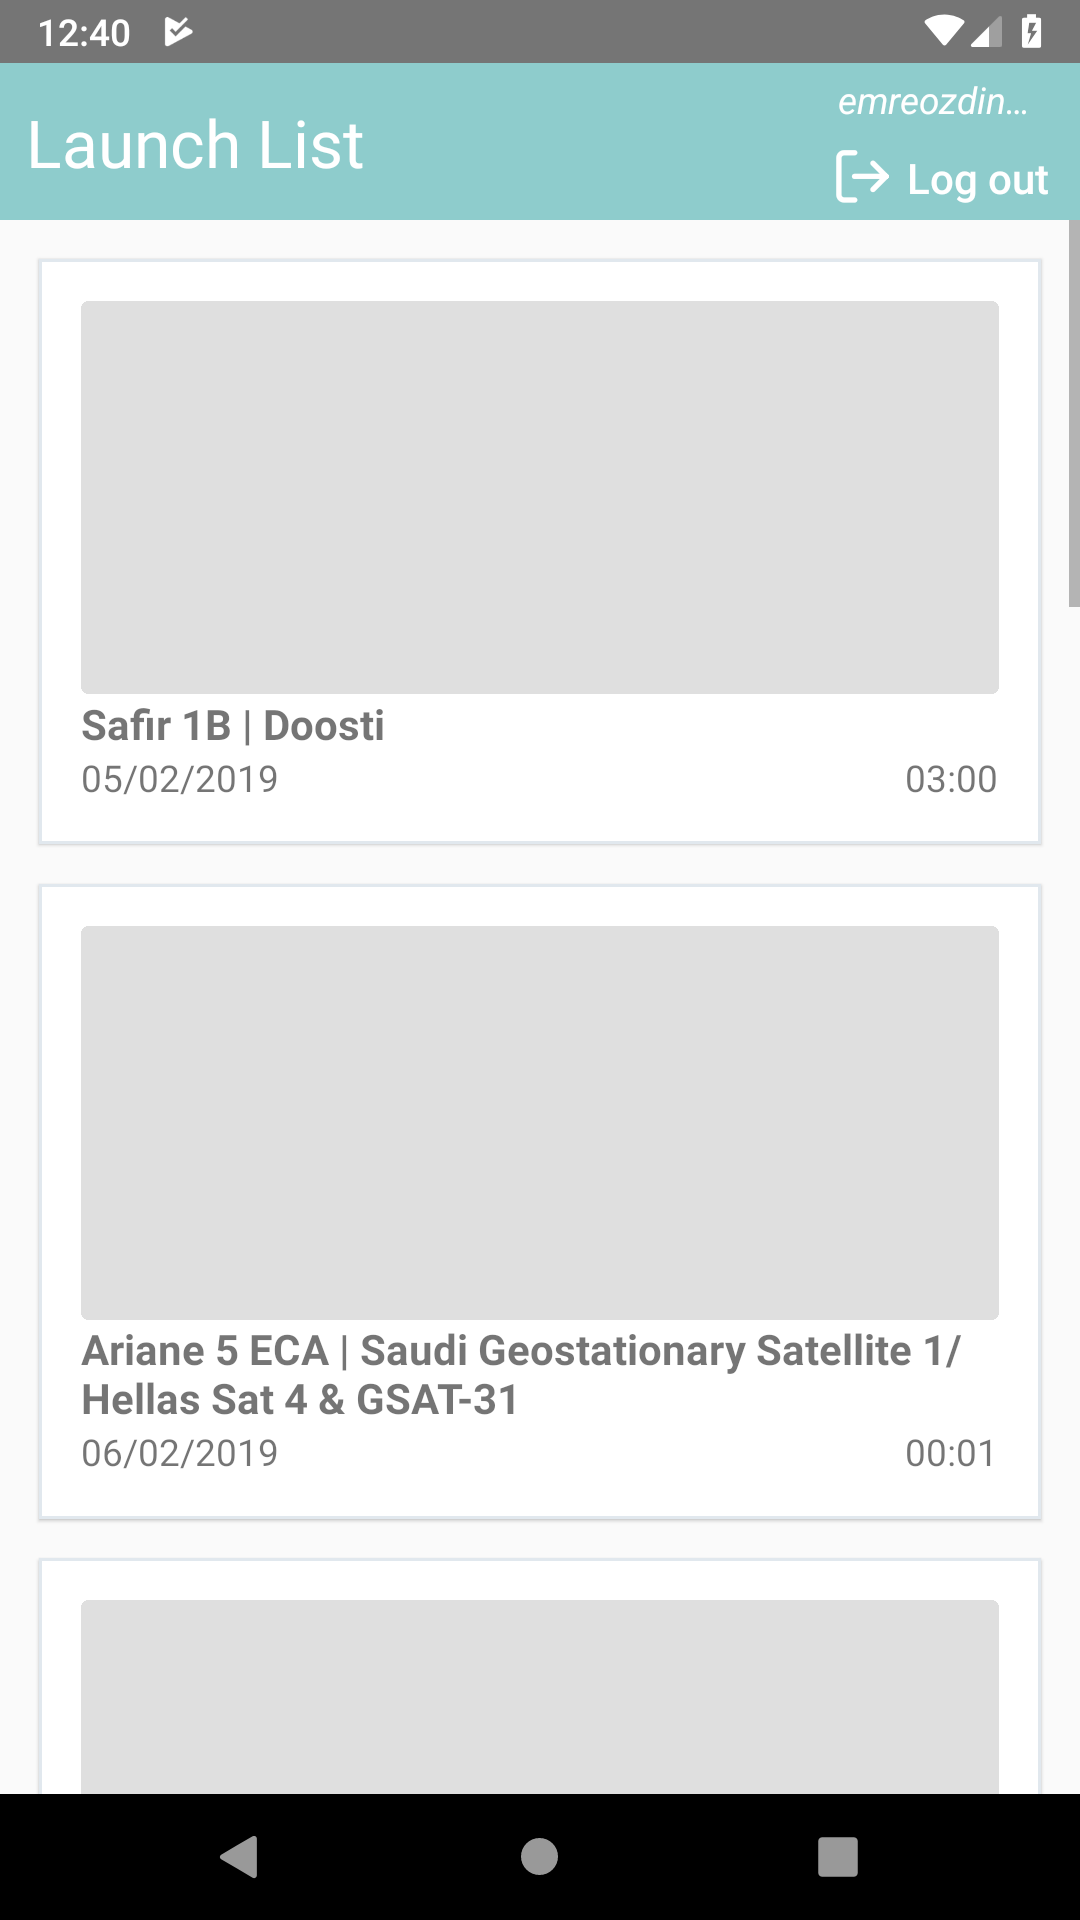 12:40
emreozdin...
Launch List
Log out
Safir 1B | Doosti
05/02/2019
03:00
Ariane 5 ECA | Saudi Geostationary Satellite 1/
Hellas Sat 4 & GSAT-31
06/02/2019
00:01